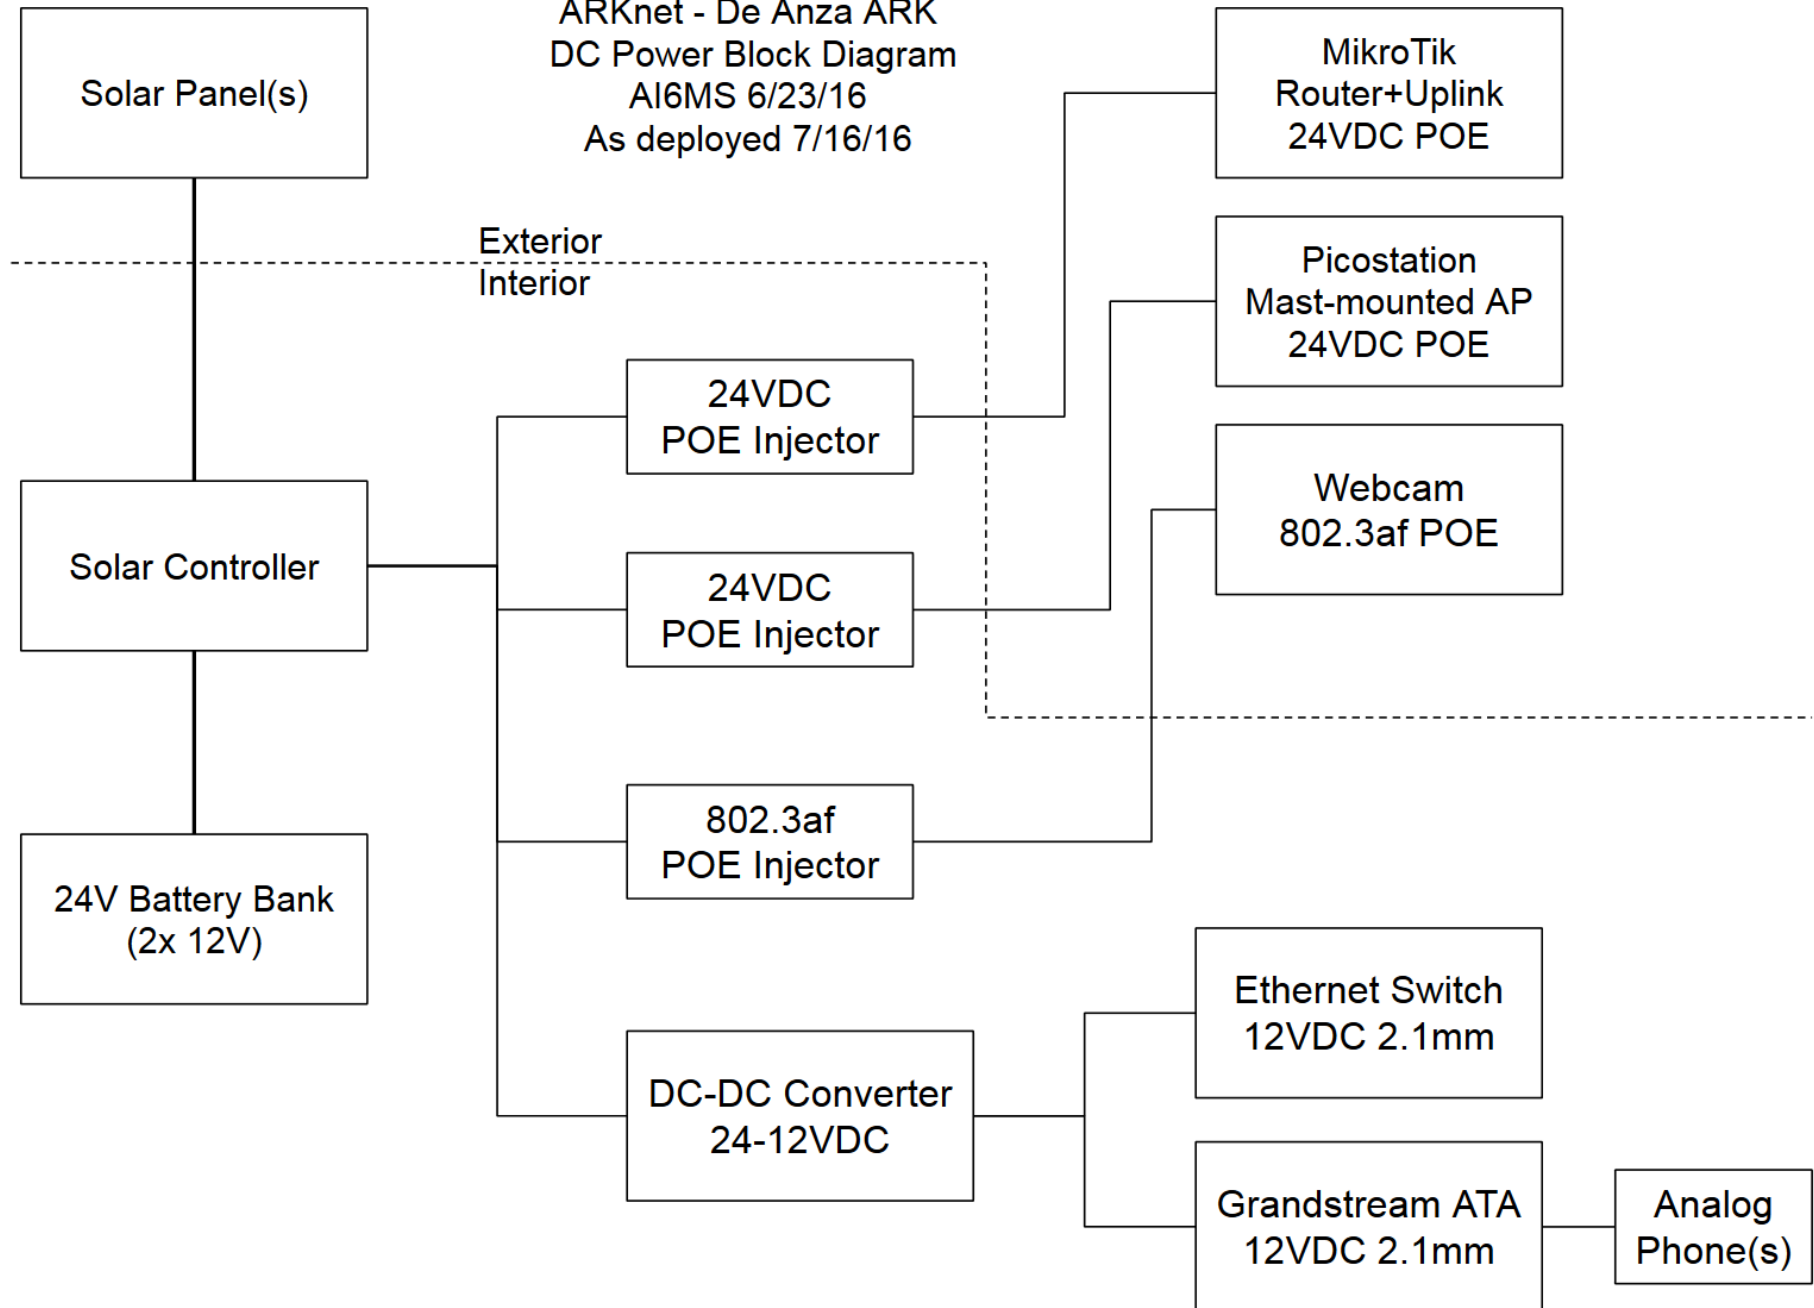 ARKnet - De Anza ARK
DC Power Block Diagram
AI6MS 6/23/16
As deployed 7/16/16
Solar Panel(s)
MikroTik
Router+Uplink
24VDC POE
Exterior
Interior
Picostation
Mast-mounted AP
24VDC POE
24VDC
POE Injector
Webcam
802.3af POE
Solar Controller
24VDC
POE Injector
802.3af
POE Injector
24V Battery Bank
(2x 12V)
Ethernet Switch
12VDC 2.1mm
DC-DC Converter
24-12VDC
Grandstream ATA
12VDC 2.1mm
Analog
Phone(s)